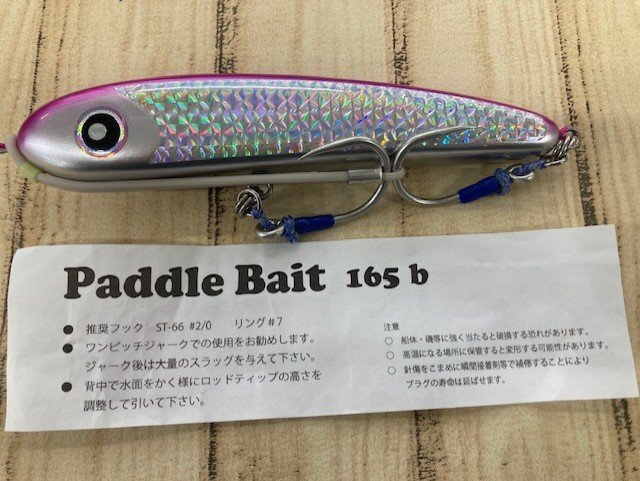 Paddle Bait 165 b
● 推奨フック ST-66 #2/0 リング#7
● ワンピッチジャークでの使用をお勧めします。
ジャーク後は大量のスラッグを与えて下さい。
● 背中で水面をかく様にロッドティップの高さを
調整して引いて下さい。
注意
○ 船体・磯等に強く当たると破損する恐れがあります。
○ 高温になる場所に保管すると変形する可能性があります。
○ 針傷をこまめに瞬間接着剤等で補修することにより
プラグの寿命は延ばせます。